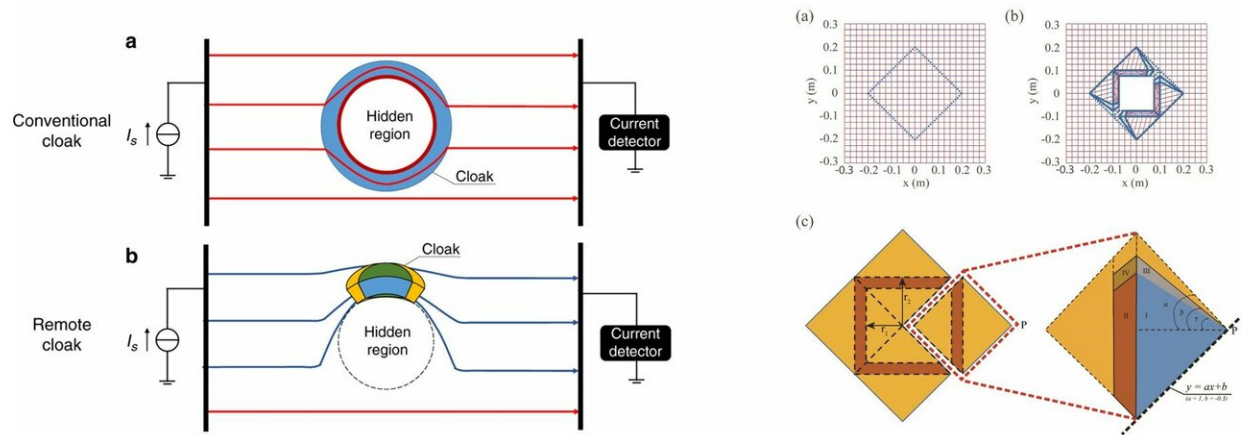 a
Conventional
cloak
Iₛ
Hidden
region
Cloak
Current
detector
b
Remote
cloak
Iₛ
Cloak
Hidden
region
Current
detector
(a)
y (m)
0.3
0.2
0.1
0
-0.1
-0.2
-0.3
-0.3 -0.2 -0.1 0 0.1 0.2 0.3
x (m)
(b)
y (m)
0.3
0.2
0.1
0
-0.1
-0.2
-0.3
-0.3 -0.2 -0.1 0 0.1 0.2 0.3
x (m)
(c)
r₂
r₁
P
IV
III
II
I
α
β
γ
P
y = ax+b
(a = 1, b = -0.3)